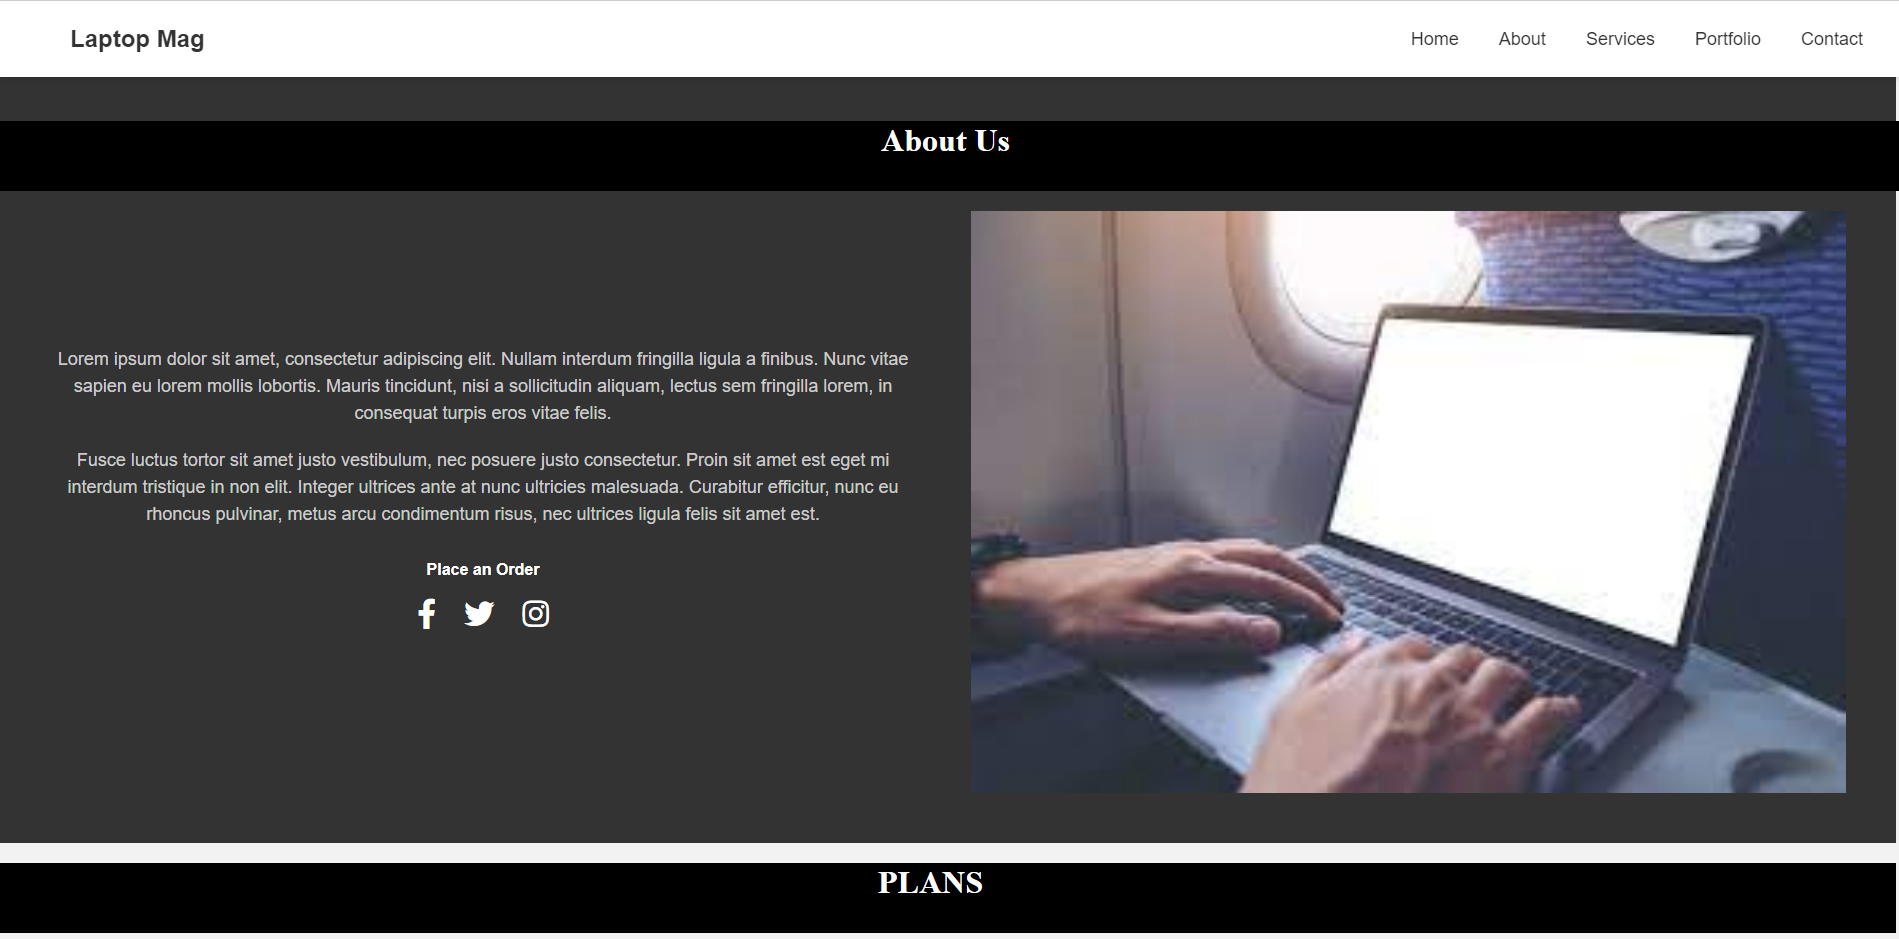 Laptop Mag
Home About Services Portfolio Contact
About Us
Lorem ipsum dolor sit amet, consectetur adipiscing elit. Nullam interdum fringilla ligula a finibus. Nunc vitae
sapien eu lorem mollis lobortis. Mauris tincidunt, nisi a sollicitudin aliquam, lectus sem fringilla lorem, in
consequat turpis eros vitae felis.
Fusce luctus tortor sit amet justo vestibulum, nec posuere justo consectetur. Proin sit amet est eget mi
interdum tristique in non elit. Integer ultrices ante at nunc ultricies malesuada. Curabitur efficitur, nunc eu
rhoncus pulvinar, metus arcu condimentum risus, nec ultrices ligula felis sit amet est.
Place an Order
PLANS